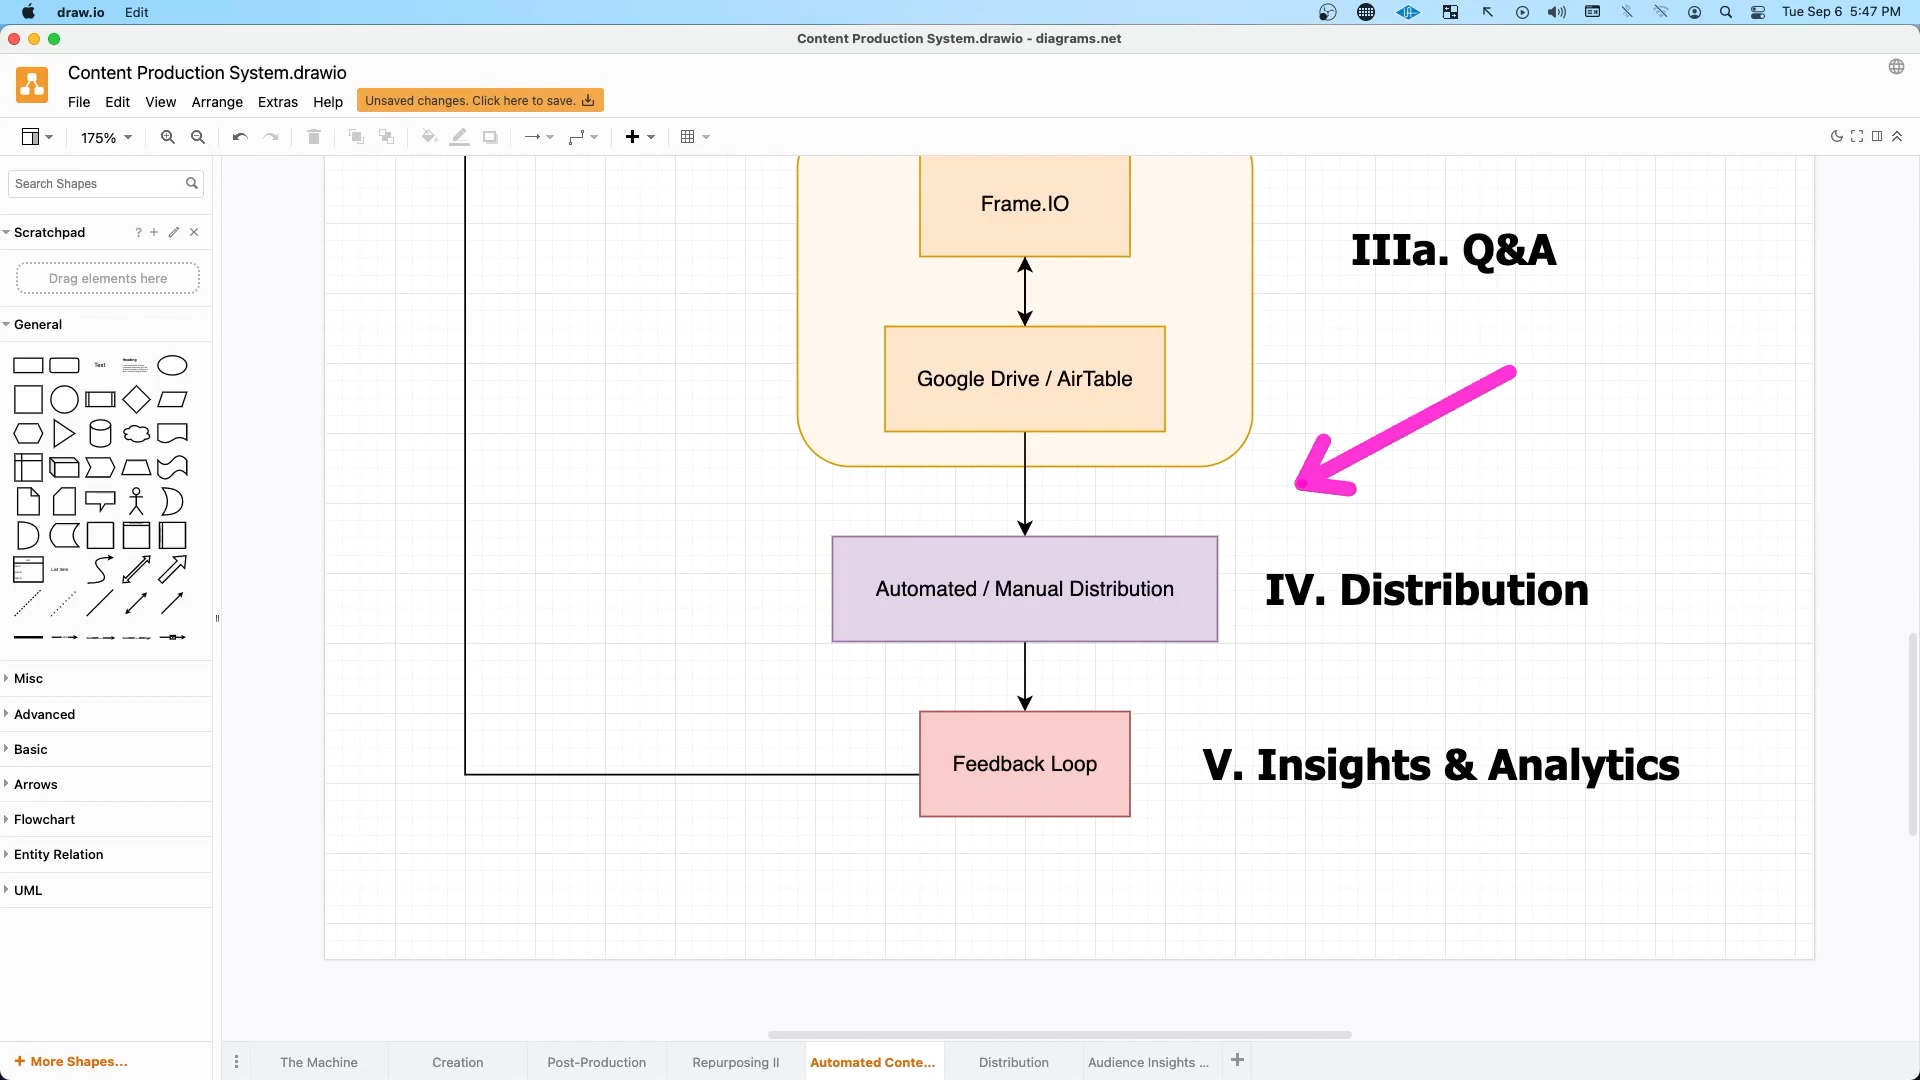 draw.io Edit Tue Sep 6 5:47 PM
Content Production System.drawio - diagrams.net
Content Production System.drawio
File Edit View Arrange Extras Help Unsaved changes. Click here to save.
175%
Search Shapes
Scratchpad ? + 
Drag elements here
General
Text Heading
List Item
Misc
Advanced
Basic
Arrows
Flowchart
Entity Relation
UML
+ More Shapes...
Frame.IO
IIIa. Q&A
Google Drive / AirTable
Automated / Manual Distribution
IV. Distribution
Feedback Loop
V. Insights & Analytics
The Machine Creation Post-Production Repurposing II Automated Conte... Distribution Audience Insights ...